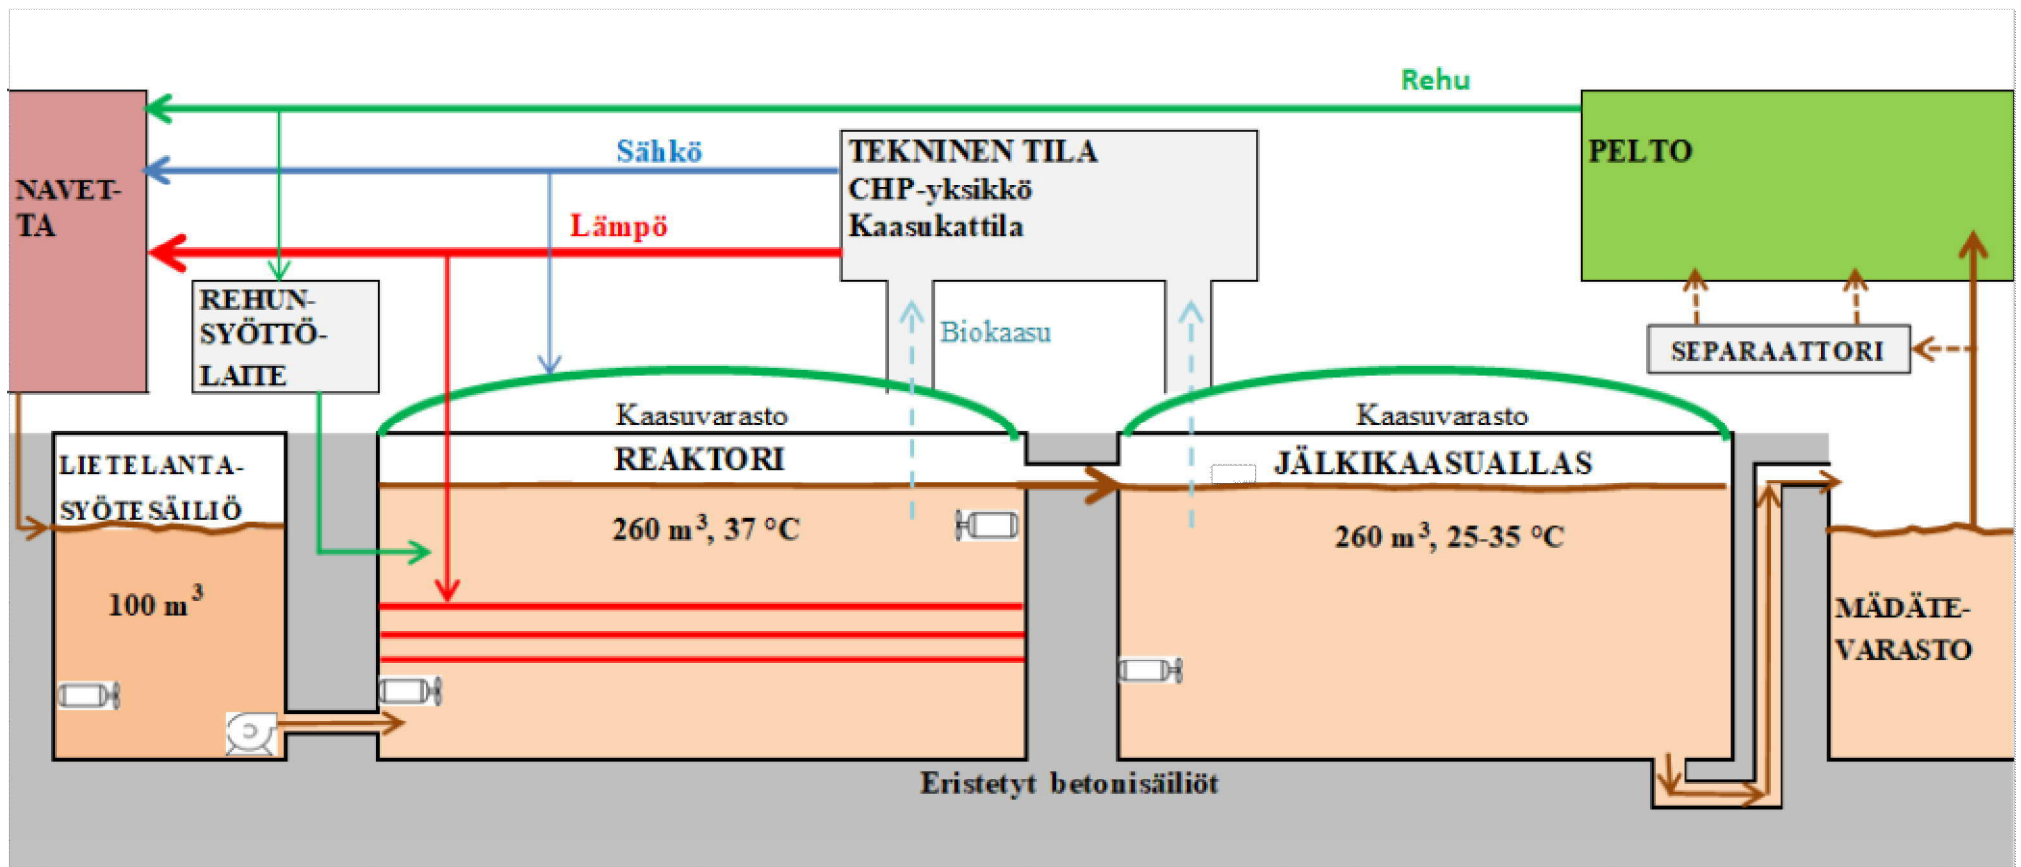 Rehu
Sähkö
TEKNINEN TILA
CHP-yksikkö
Kaasukattila
PELTO
NAVET-
TA
Lämpö
REHUN-
SYÖTTÖ-
LAITE
Biokaasu
SEPARAATTORI
Kaasuvarasto
Kaasuvarasto
LIETELANTA-
SYÖTESÄILIÖ
REAKTORI
JÄLKIKAASUALLAS
260 m³, 37 °C
260 m³, 25-35 °C
100 m³
MÄDÄTE-
VARASTO
Eristetyt betonisäiliöt